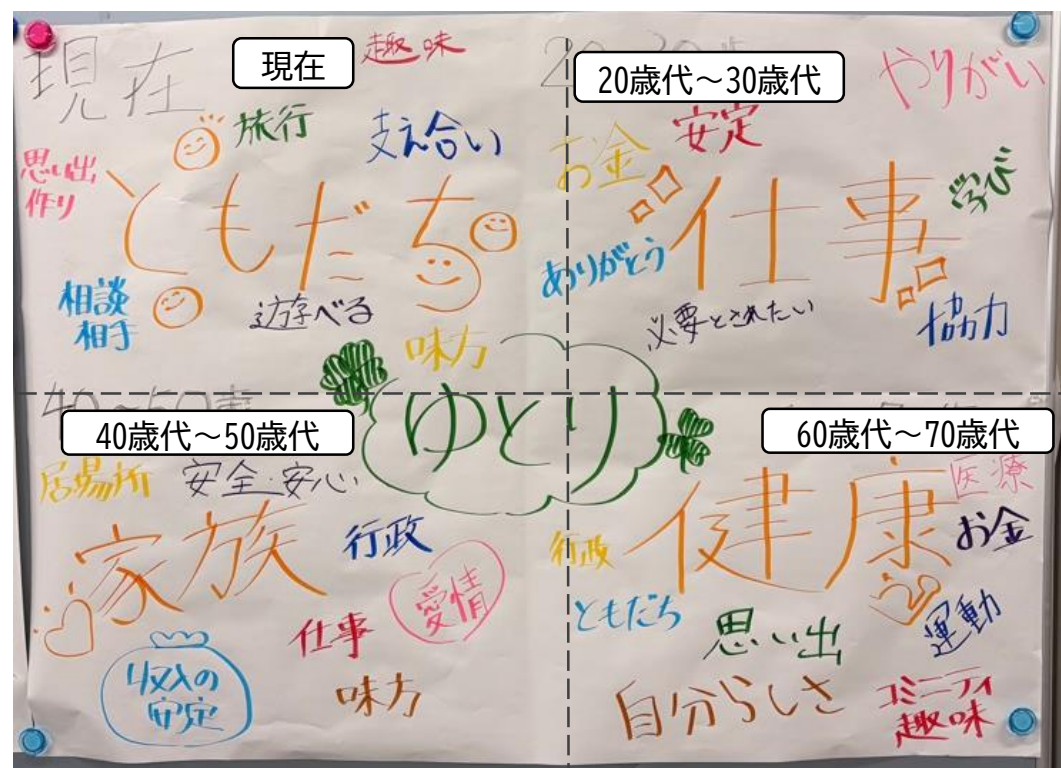 現在
現在
趣味
旅行
支え合い
思い出
作り
ともだち
相談
相手
遊べる
味方
20歳代~30歳代
やりがい
お金
安定
仕事
学び
ありがとう
必要とされたい
協力
ゆとり
40歳代~50歳代
居場所
安全・安心
家族
行政
愛情
仕事
収入の
安定
味方
60歳代~70歳代
医療
健康
お金
行政
ともだち
思い出
運動
自分らしさ
コミニティ
趣味